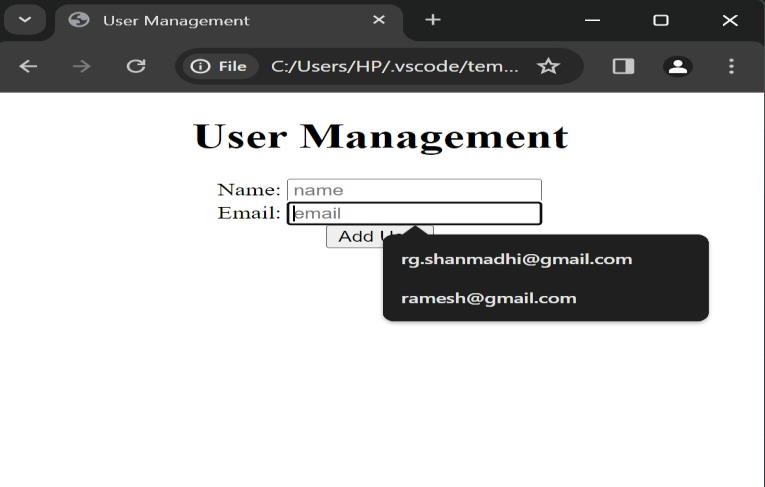 User Management
File C:/Users/HP/.vscode/tem...
User Management
Name: name
Email: email
Add
rg.shanmadhi@gmail.com
ramesh@gmail.com